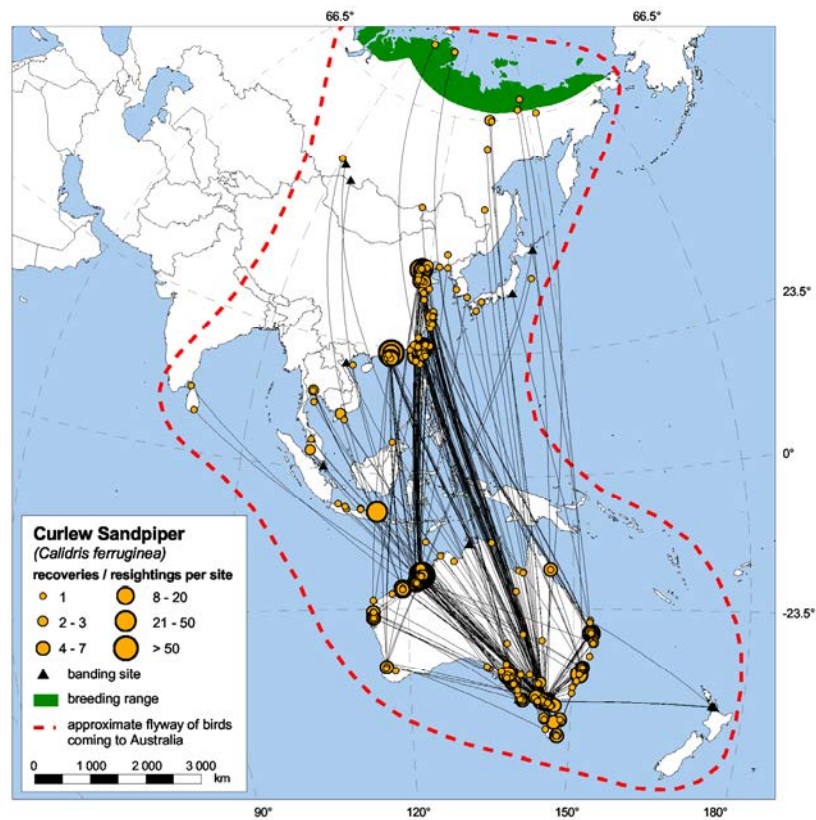 66.5°
66.5°
23.5°
0°
-23.5°
Curlew Sandpiper
(Calidris ferruginea)
recoveries / resightings per site
1
8 - 20
2 - 3
21 - 50
4 - 7
> 50
banding site
breeding range
approximate flyway of birds
coming to Australia
0
1 000
2 000
3 000
km
90°
120°
150°
180°